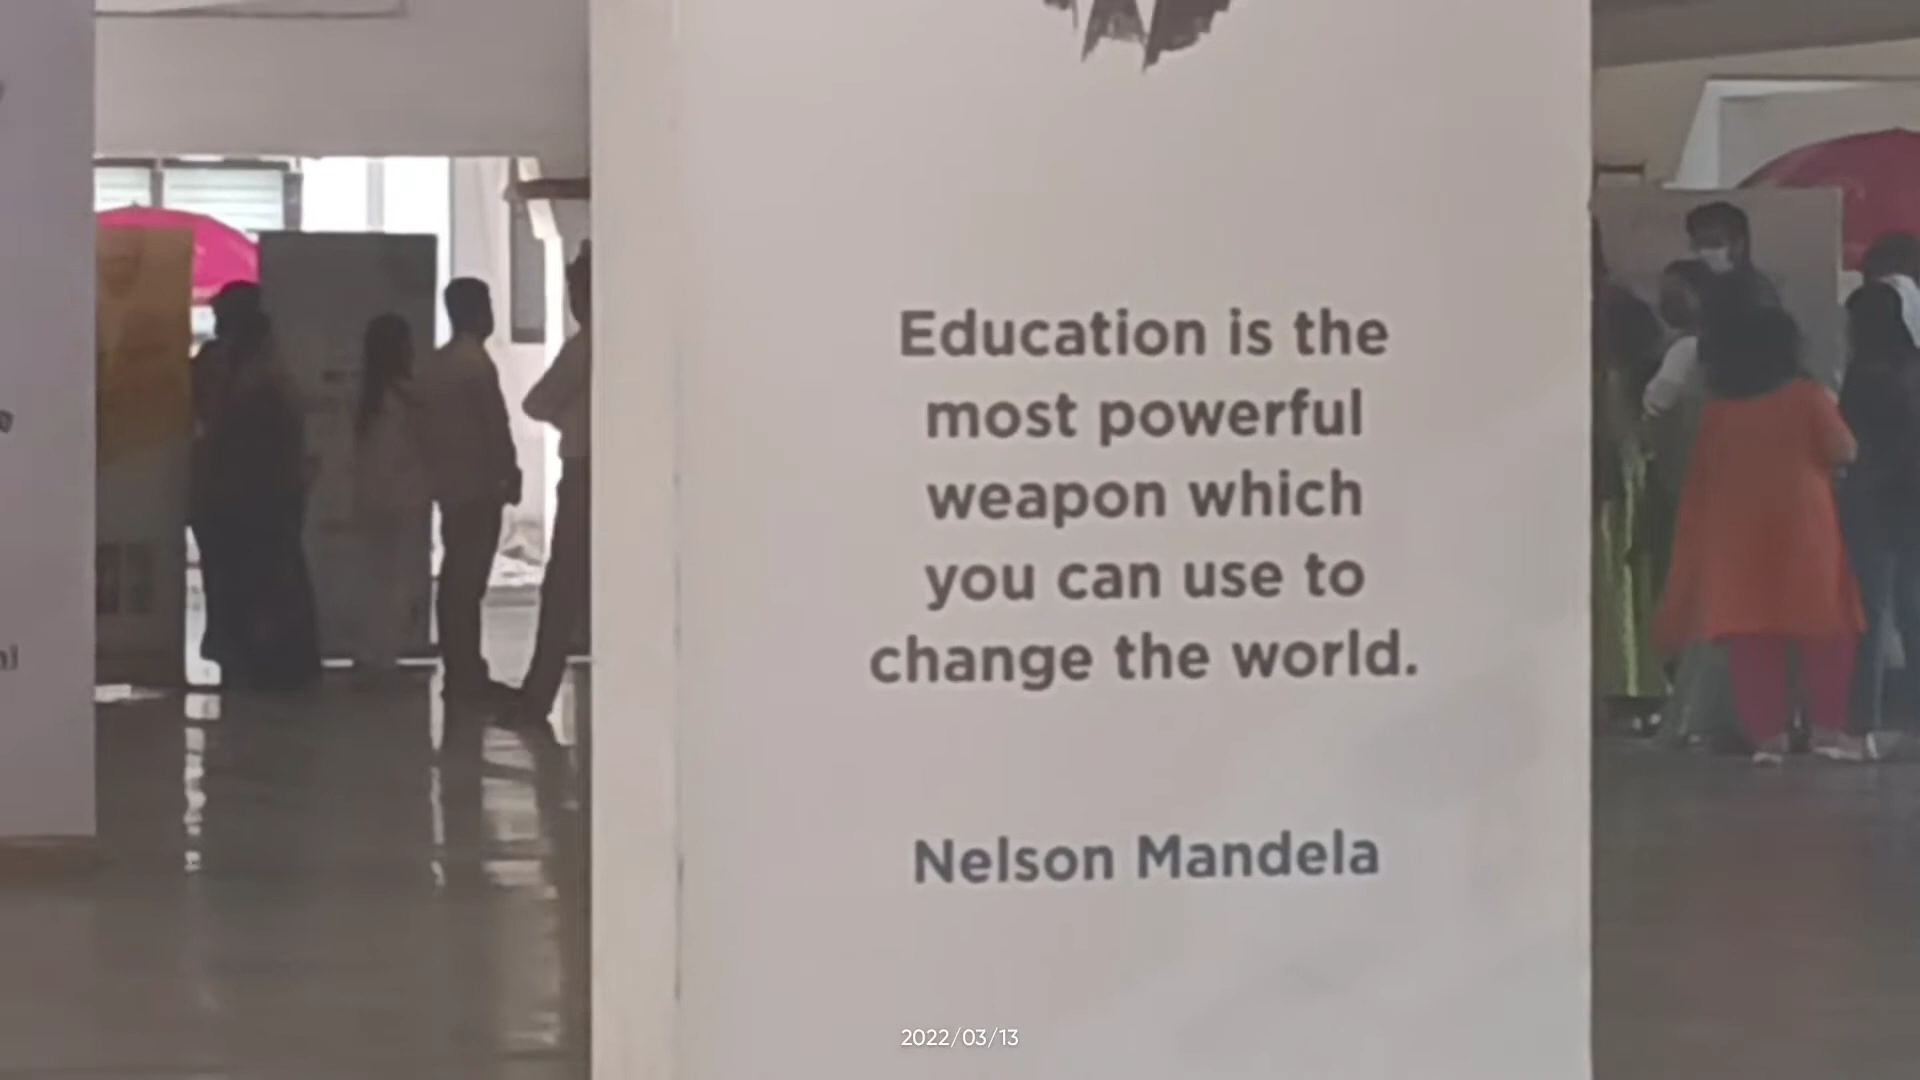 Education is the
most powerful
weapon which
you can use to
change the world.
Nelson Mandela
2022/03/13